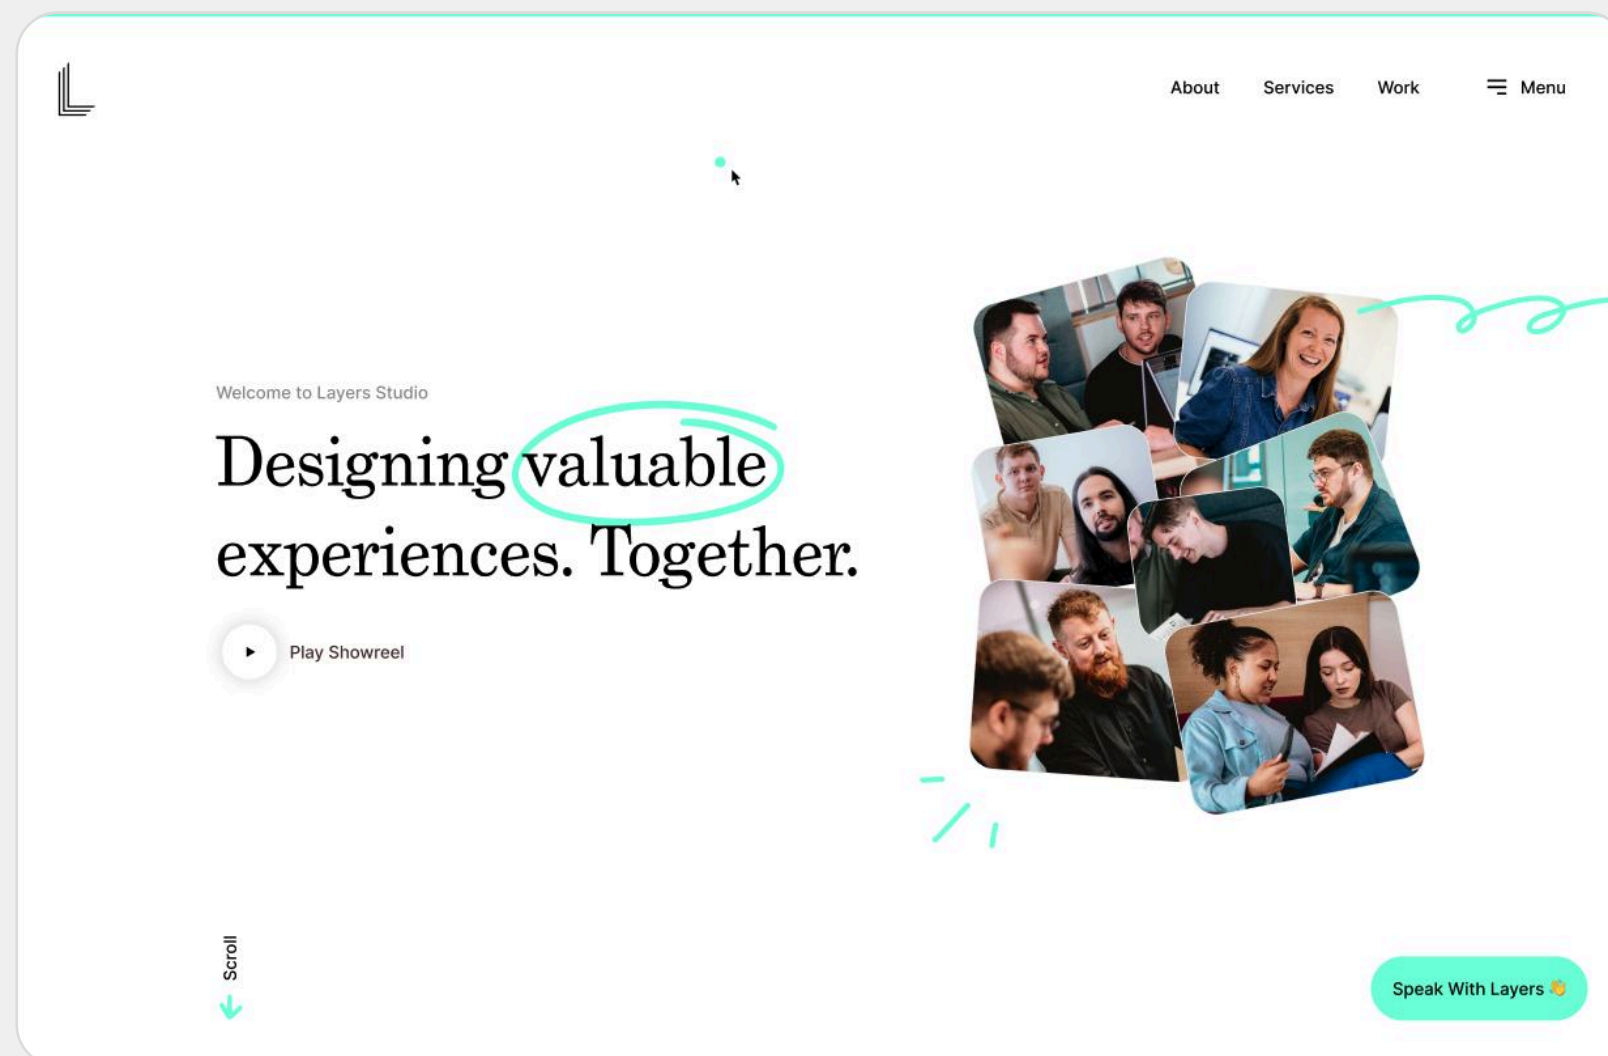 About Services Work Menu
Welcome to Layers Studio
Designing valuable
experiences. Together.
Play Showreel
Scroll
Speak With Layers 👋